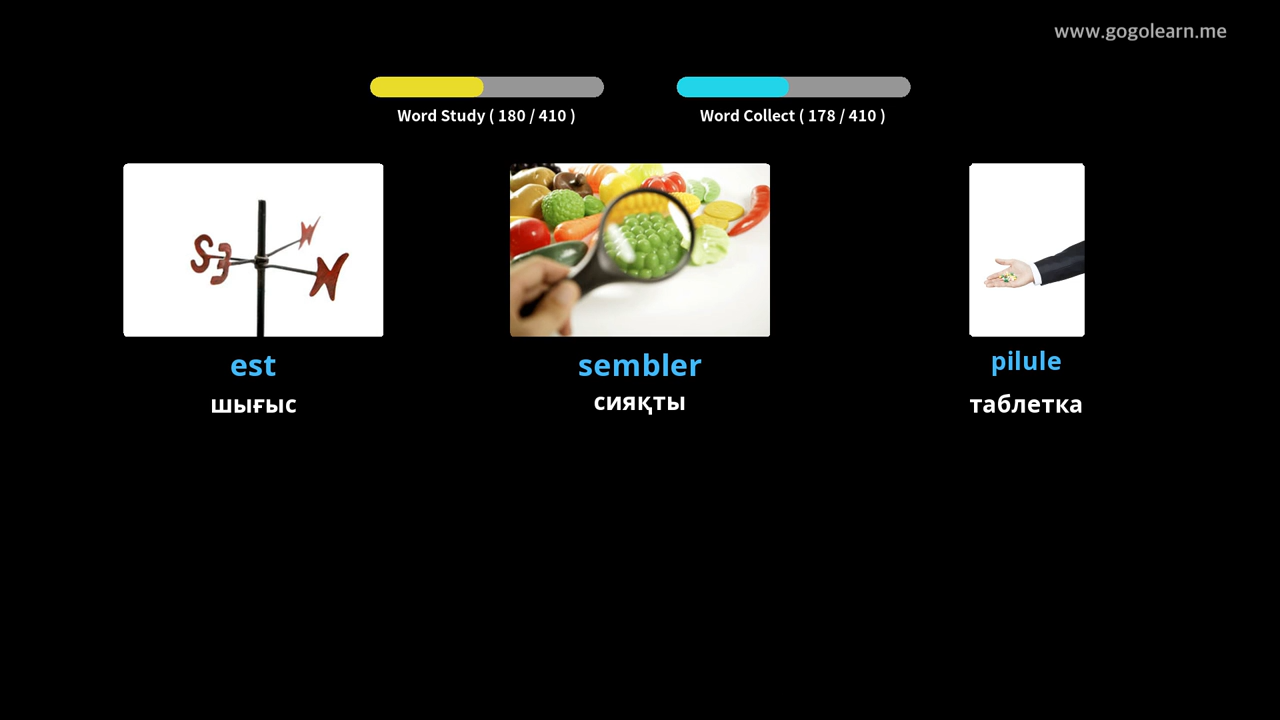 www.gogolearn.me
Word Study ( 180 / 410 )
Word Collect ( 178 / 410 )
est
sembler
pilule
шығыс
сияқты
таблетка